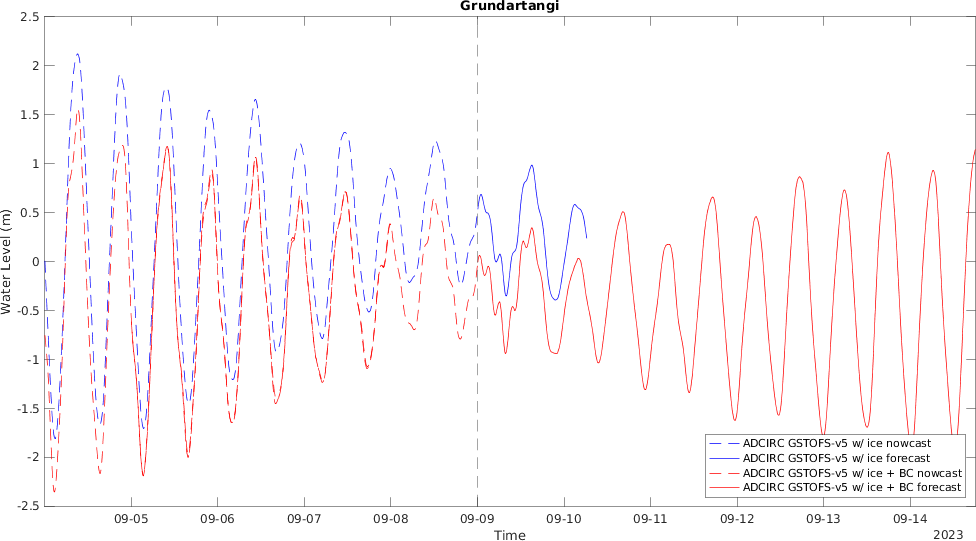 Grundartangi
2.5
2
1.5
1
0.5
0
-0.5
-1
-1.5
-2
-2.5
Water Level (m)
ADCIRC GSTOFS-v5 w/ ice nowcast
ADCIRC GSTOFS-v5 w/ ice forecast
ADCIRC GSTOFS-v5 w/ ice + BC nowcast
ADCIRC GSTOFS-v5 w/ ice + BC forecast
09-05 09-06 09-07 09-08 09-09 09-10 09-11 09-12 09-13 09-14
Time
2023